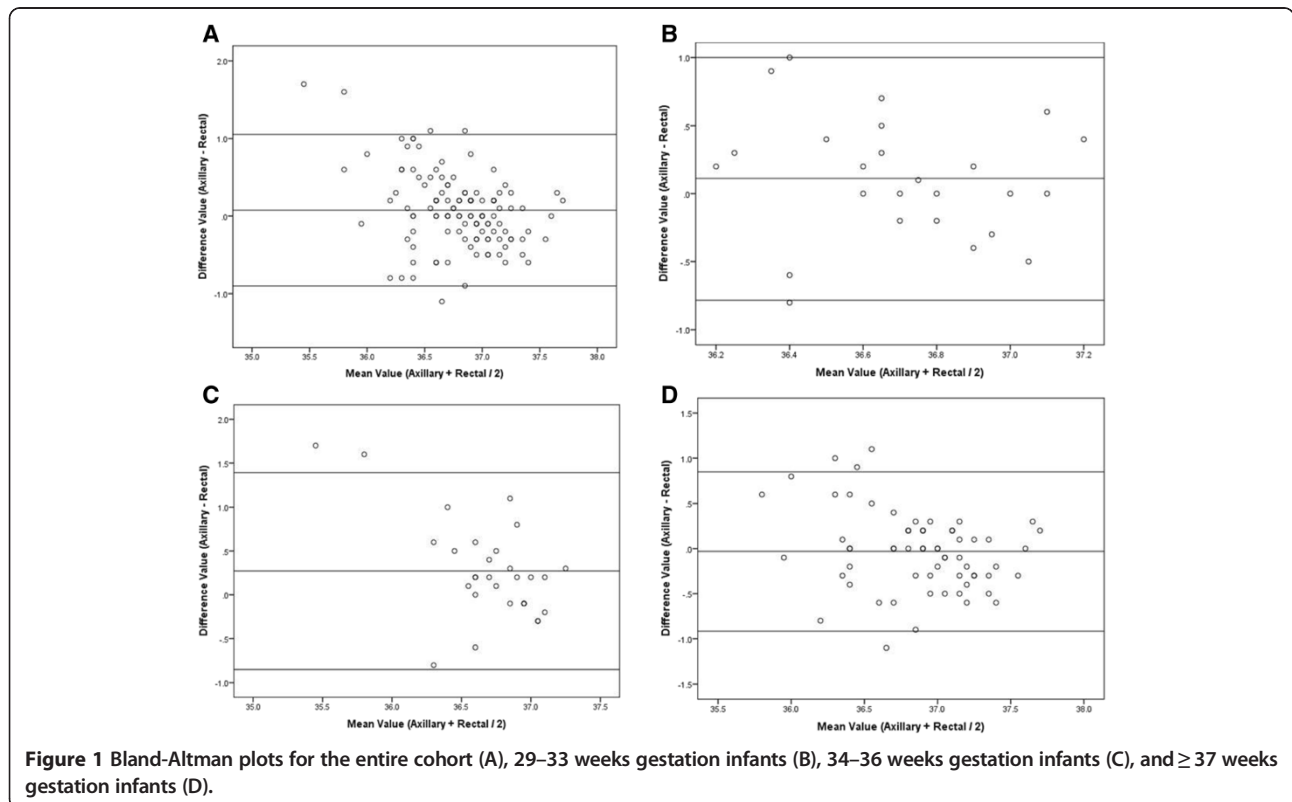 A
2.0
1.0
.0
-1.0
Difference Value (Axillary - Rectal)
35.0 35.5 36.0 36.5 37.0 37.5 38.0
Mean Value (Axillary + Rectal / 2)
B
1.0
.5
.0
-.5
-1.0
Difference Value (Axillary - Rectal)
36.2 36.4 36.6 36.8 37.0 37.2
Mean Value (Axillary + Rectal / 2)
C
2.0
1.5
1.0
.5
.0
-.5
-1.0
Difference Value (Axillary - Rectal)
35.0 35.5 36.0 36.5 37.0 37.5
Mean Value (Axillary + Rectal / 2)
D
1.5
1.0
.5
.0
-.5
-1.0
-1.5
Difference Value (Axillary - Rectal)
35.5 36.0 36.5 37.0 37.5 38.0
Mean Value (Axillary + Rectal / 2)
Figure 1 Bland-Altman plots for the entire cohort (A), 29–33 weeks gestation infants (B), 34–36 weeks gestation infants (C), and ≥ 37 weeks
gestation infants (D).